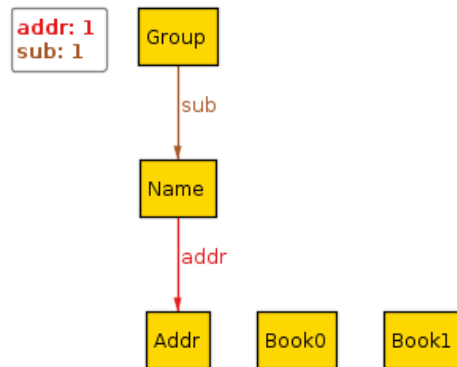 addr: 1
sub: 1
Group
sub
Name
addr
Addr Book0 Book1